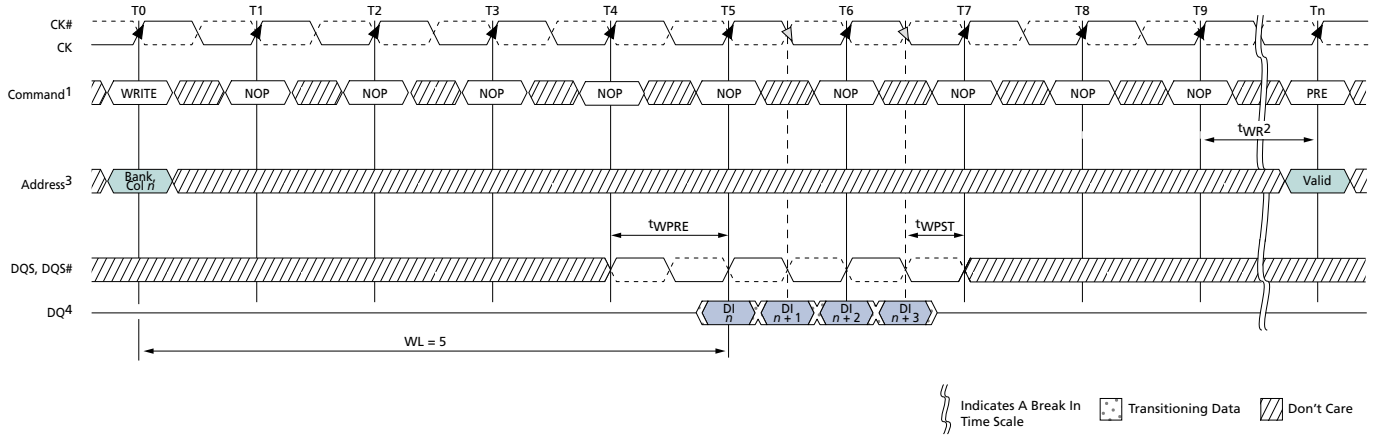 T0 T1 T2 T3 T4 T5 T6 T7 T8 T9 Tn
CK#
CK
Command1 WRITE NOP NOP NOP NOP NOP NOP NOP NOP NOP PRE
tWR2
Address3 Bank, Col n Valid
tWPRE tWPST
DQS, DQS#
DQ4 DI n DI n + 1 DI n + 2 DI n + 3
WL = 5
Indicates A Break In
Time Scale
Transitioning Data
Don't Care